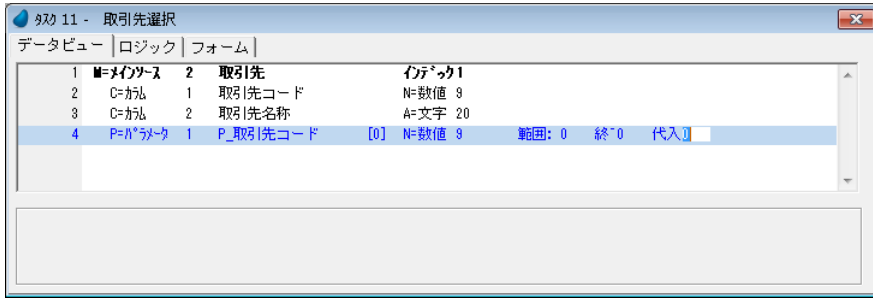 ﾀｽｸ 11 - 取引先選択
データビュー ロジック フォーム
1 M=ﾒｲﾝｿｰｽ 2 取引先 ｲﾝﾃﾞｯｸ1
2 C=ｶﾗﾑ 1 取引先コード N=数値 9
3 C=ｶﾗﾑ 2 取引先名称 A=文字 20
4 P=ﾊﾟﾗﾒｰﾀ 1 P_取引先コード [0] N=数値 9 範囲: 0 終ﾞ0 代入0